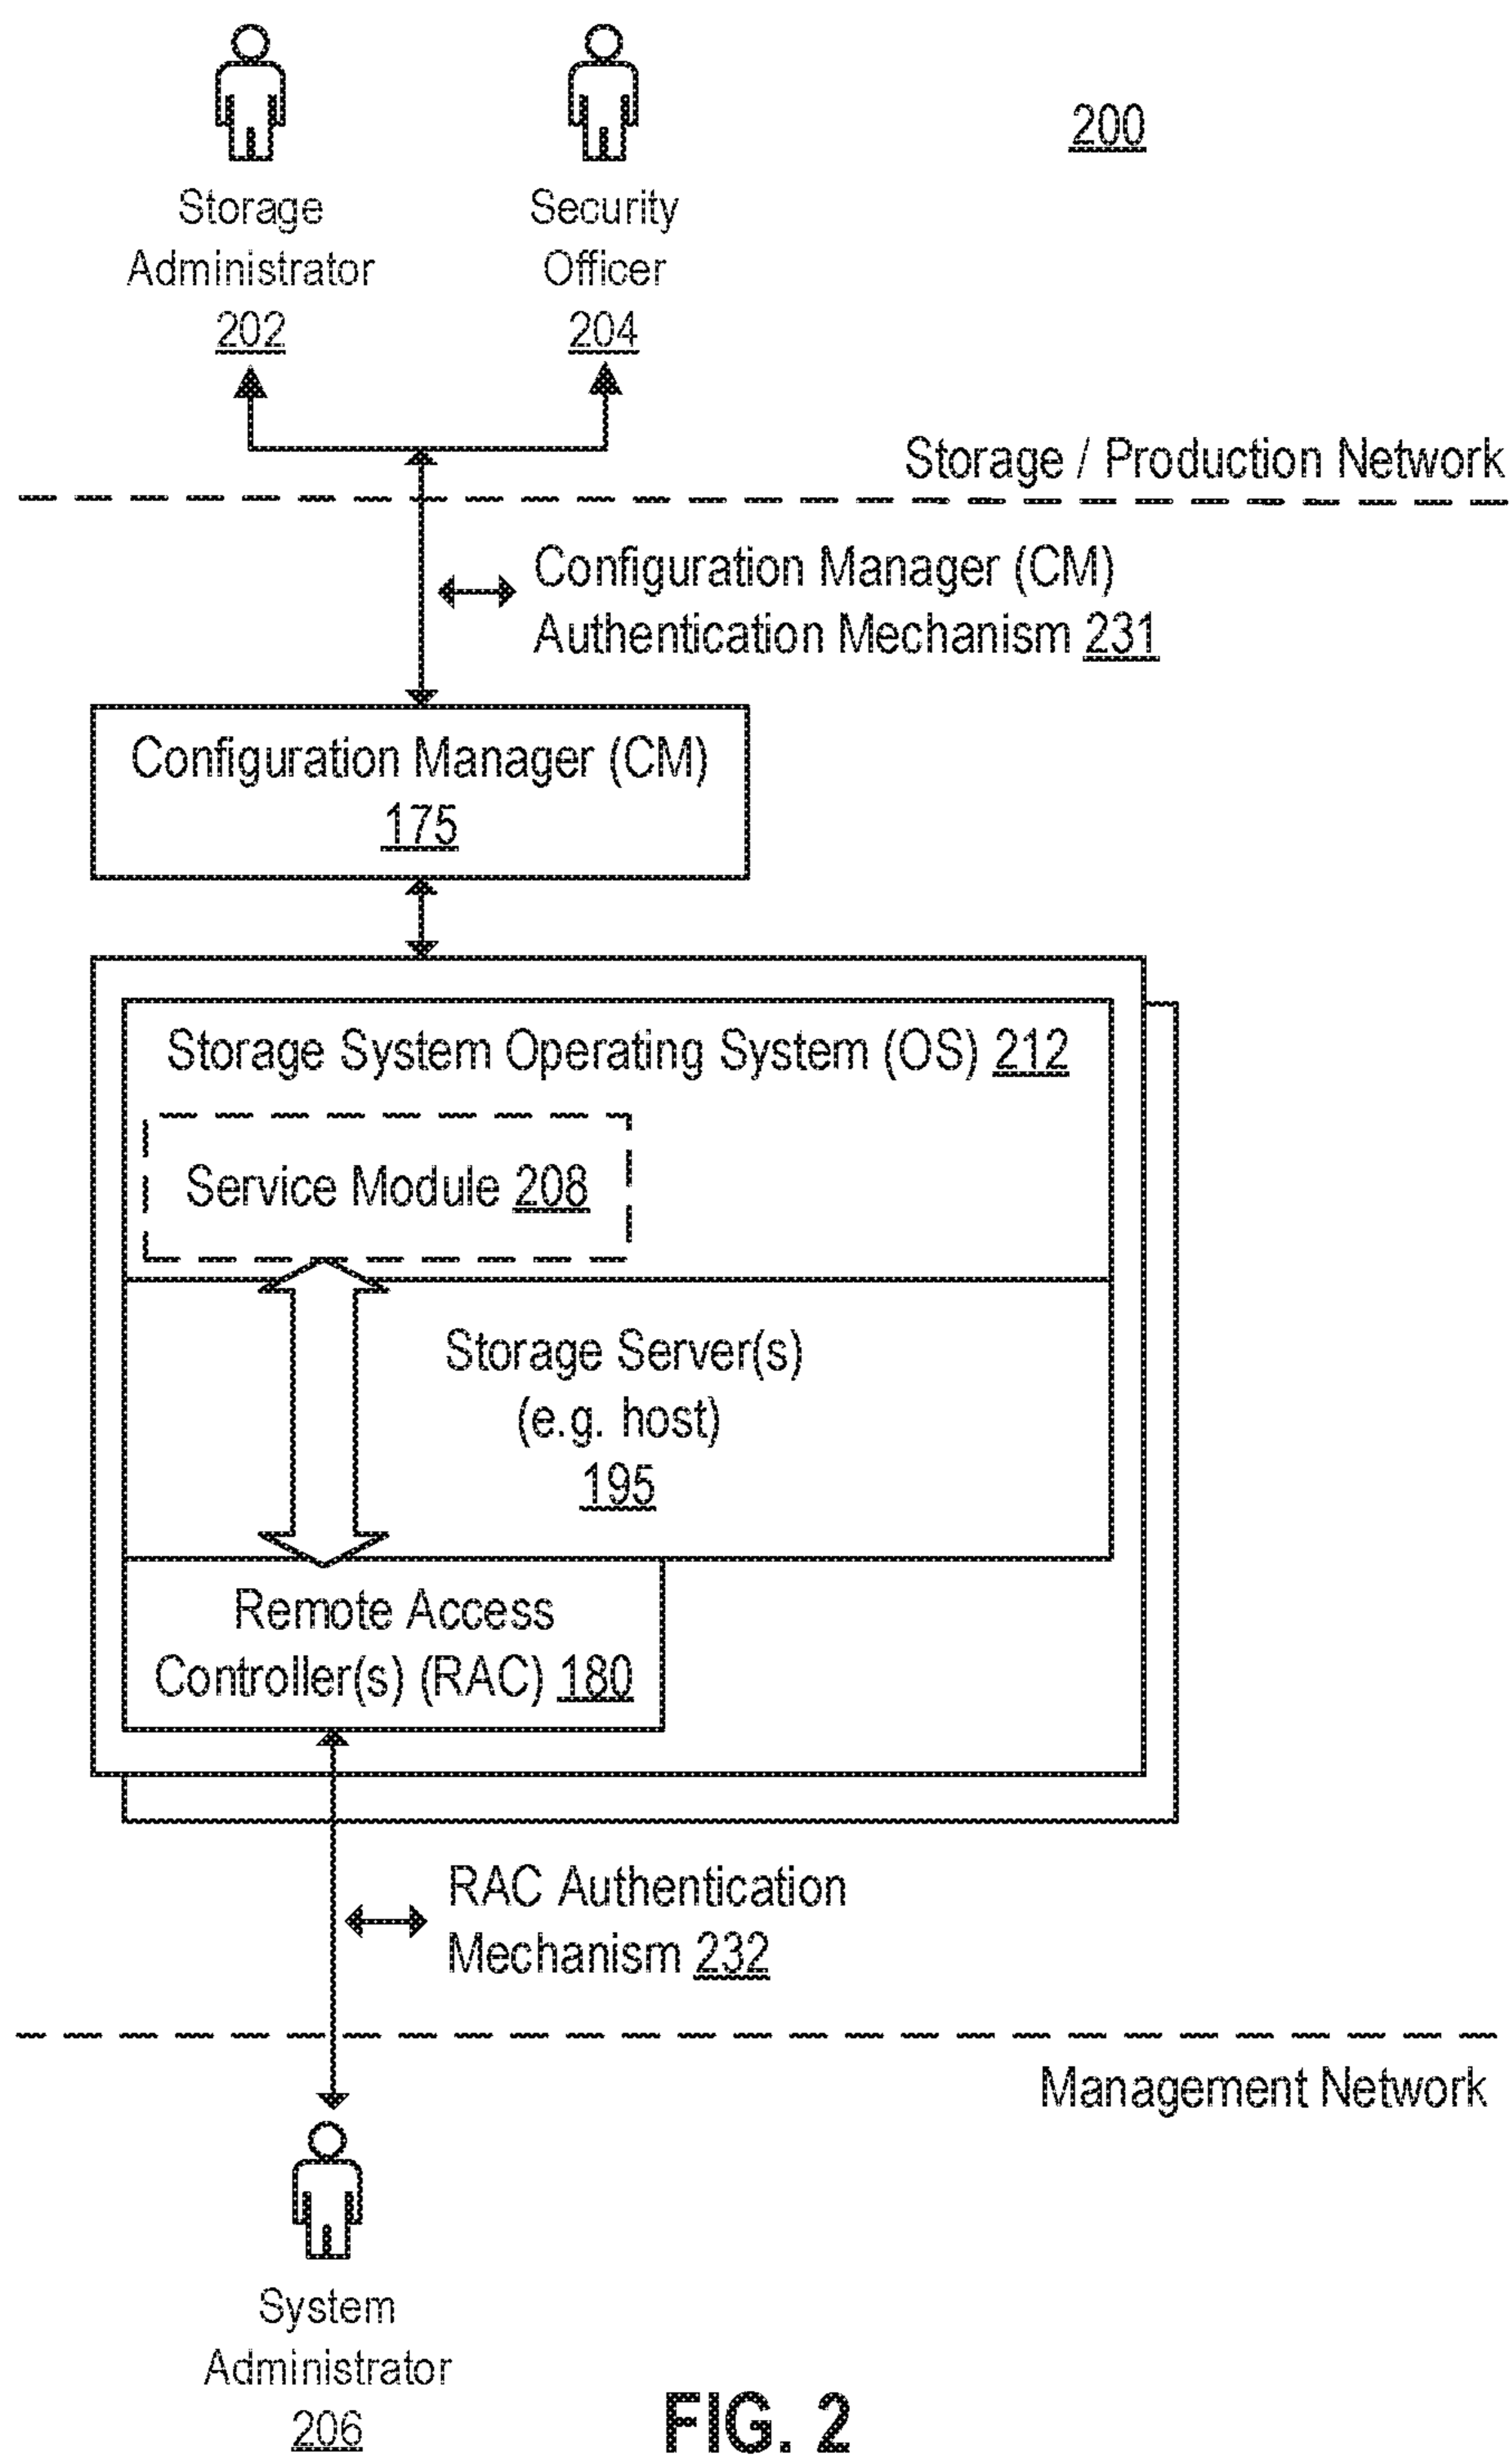 Storage
Administrator
202
Security
Officer
204
200
Storage / Production Network
Configuration Manager (CM)
Authentication Mechanism 231
Configuration Manager (CM)
175
Storage System Operating System (OS) 212
Service Module 208
Storage Server(s)
(e.g. host)
195
Remote Access
Controller(s) (RAC) 180
RAC Authentication
Mechanism 232
Management Network
System
Administrator
206
FIG. 2